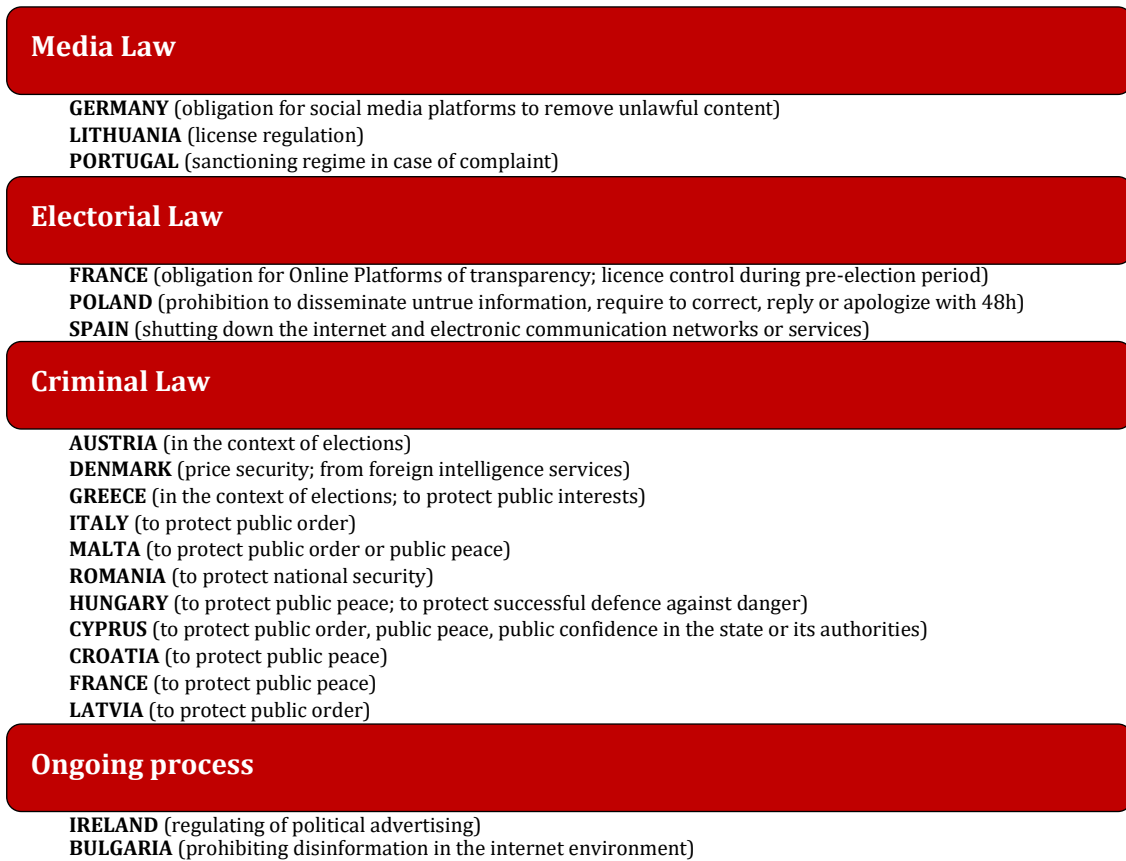 Media Law
GERMANY (obligation for social media platforms to remove unlawful content)
LITHUANIA (license regulation)
PORTUGAL (sanctioning regime in case of complaint)
Electorial Law
FRANCE (obligation for Online Platforms of transparency; licence control during pre-election period)
POLAND (prohibition to disseminate untrue information, require to correct, reply or apologize with 48h)
SPAIN (shutting down the internet and electronic communication networks or services)
Criminal Law
AUSTRIA (in the context of elections)
DENMARK (price security; from foreign intelligence services)
GREECE (in the context of elections; to protect public interests)
ITALY (to protect public order)
MALTA (to protect public order or public peace)
ROMANIA (to protect national security)
HUNGARY (to protect public peace; to protect successful defence against danger)
CYPRUS (to protect public order, public peace, public confidence in the state or its authorities)
CROATIA (to protect public peace)
FRANCE (to protect public peace)
LATVIA (to protect public order)
Ongoing process
IRELAND (regulating of political advertising)
BULGARIA (prohibiting disinformation in the internet environment)